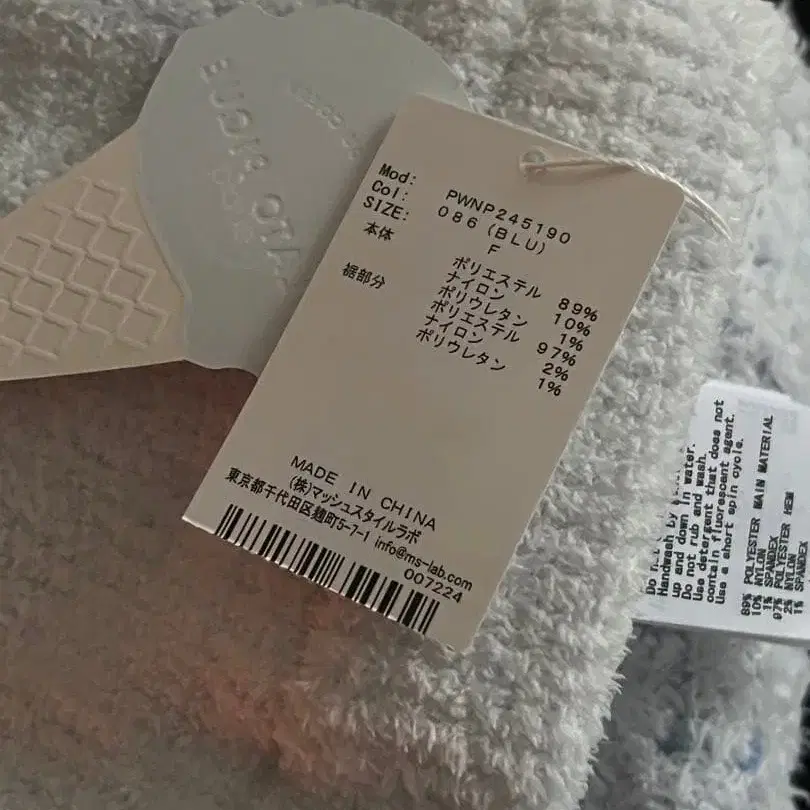 Mod: PWNP245190
Col: 086(BLU)
SIZE: F
本体 ポリエステル 89%
ナイロン 10%
ポリウレタン 1%
裾部分 ポリエステル 97%
ナイロン 2%
ポリウレタン 1%
MADE IN CHINA
(株)マッシュスタイルラボ
東京都千代田区麹町5-7-1 info@ms-lab.com
007224
Handwash by
up and down in water.
Do not rub and wash.
Use detergent that does not
contain fluorescent agent.
Use a short spin cycle.
89% POLYESTER MAIN MATERIAL
10% NYLON
1% SPANDEX
97% POLYESTER HEM
2% NYLON
1% SPANDEX